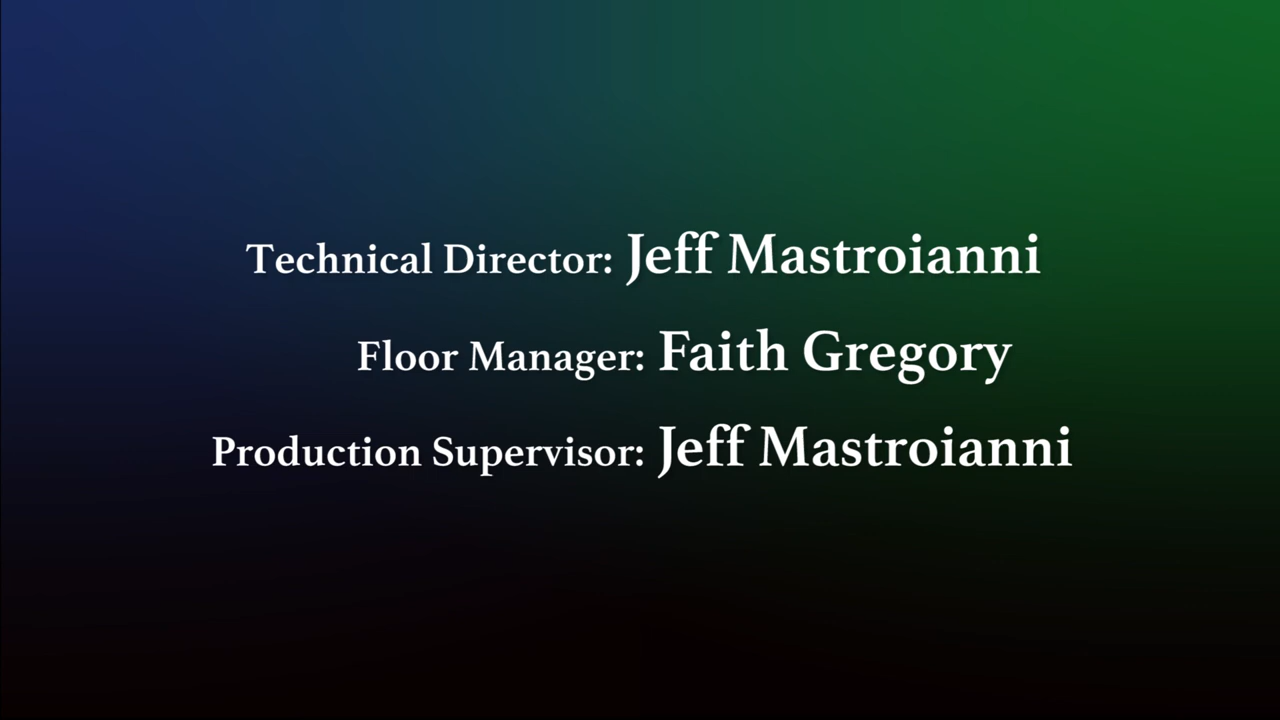 Technical Director: Jeff Mastroianni
Floor Manager: Faith Gregory
Production Supervisor: Jeff Mastroianni